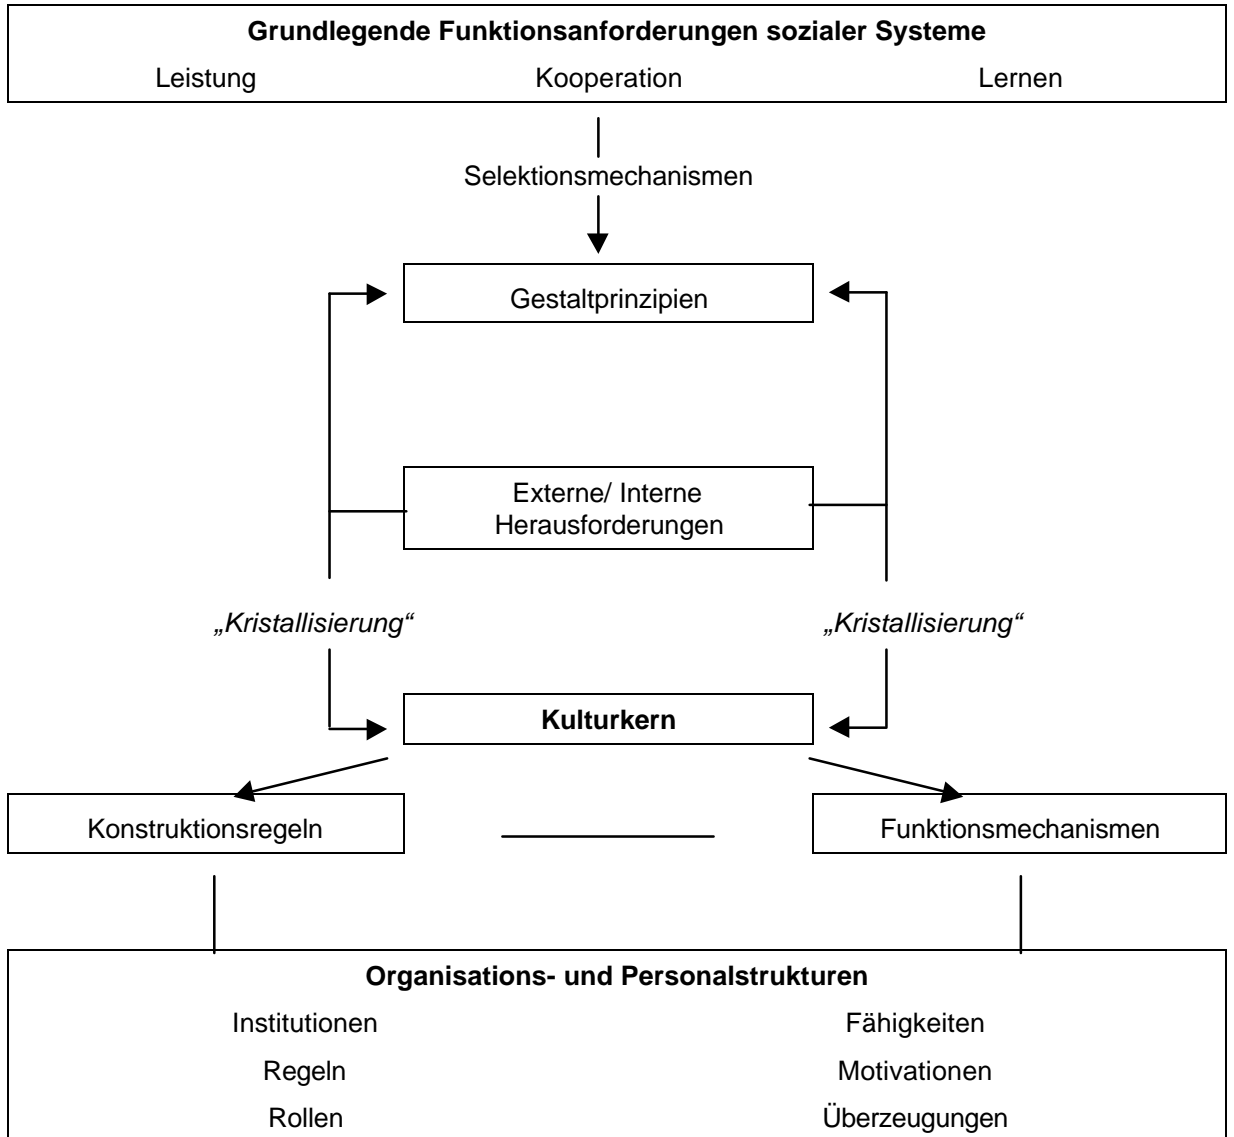 Grundlegende Funktionsanforderungen sozialer Systeme
Leistung Kooperation Lernen
Selektionsmechanismen
Gestaltprinzipien
Externe/ Interne
Herausforderungen
„Kristallisierung“ „Kristallisierung“
Kulturkern
Konstruktionsregeln Funktionsmechanismen
Organisations- und Personalstrukturen
Institutionen Fähigkeiten
Regeln Motivationen
Rollen Überzeugungen